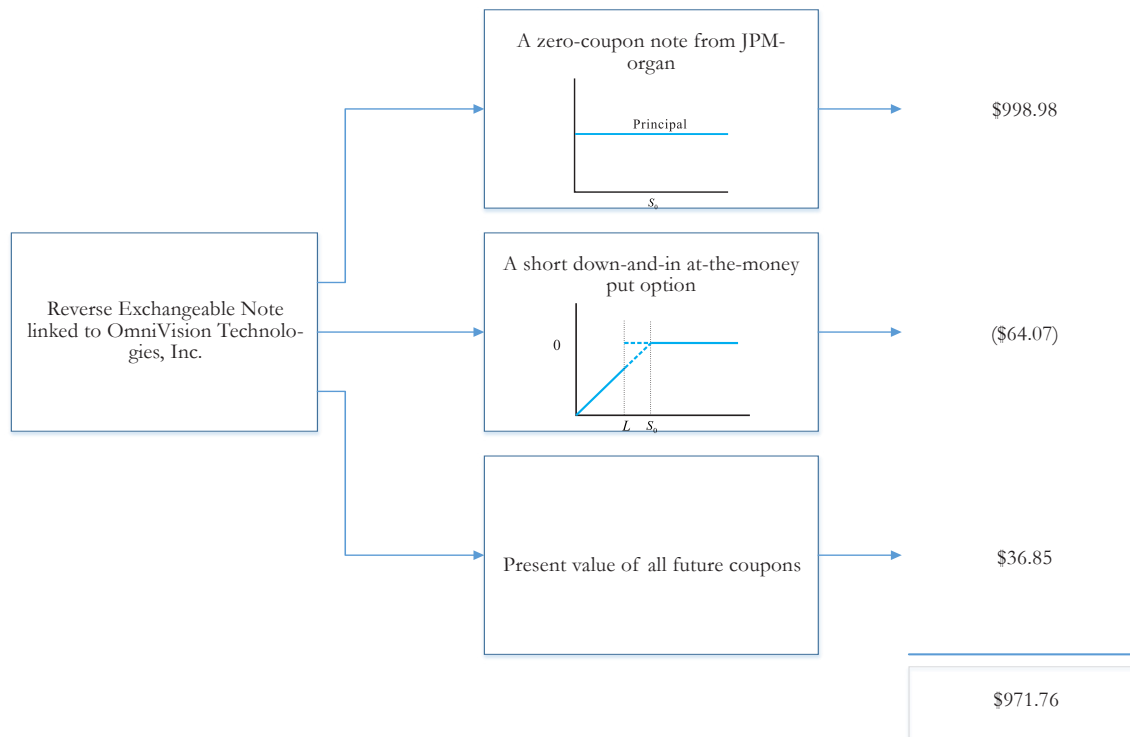 A zero-coupon note from JPM-
organ
Principal
S₀
$998.98
Reverse Exchangeable Note
linked to OmniVision Technolo-
gies, Inc.
A short down-and-in at-the-money
put option
0
L S₀
($64.07)
Present value of all future coupons
$36.85
$971.76